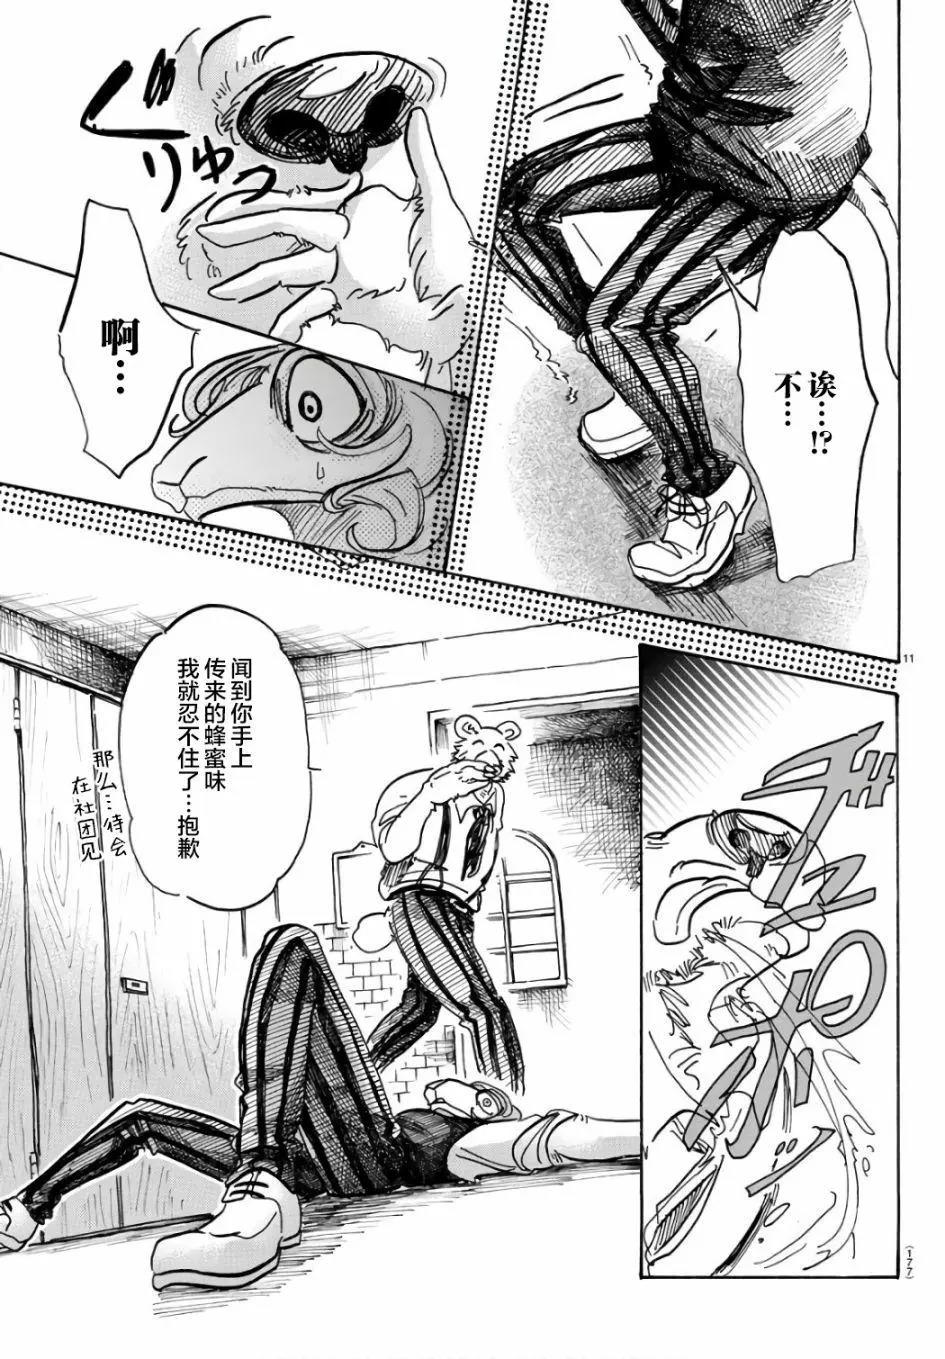 诶…!?
不…
ぐ
りゅっ
啊…
11
闻到你手上
传来的蜂蜜味
我就忍不住了…抱歉
那么…待会
在社团见
(177)